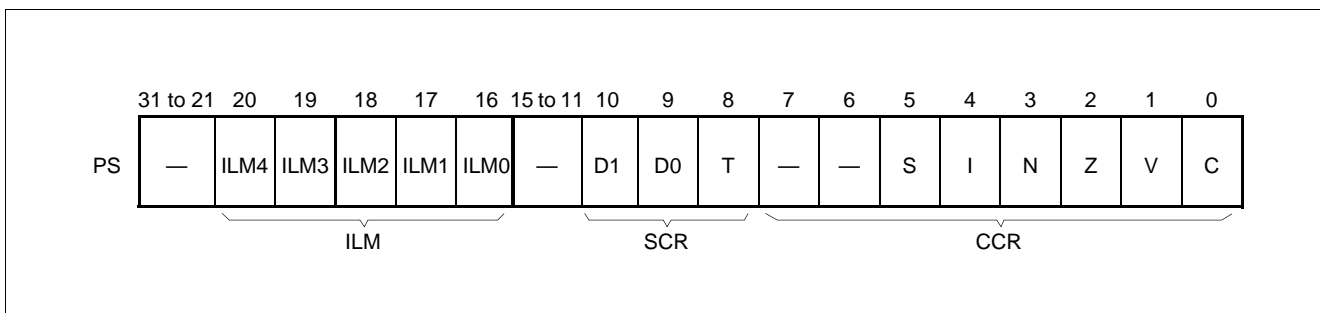 31 to 21 20 19 18 17 16 15 to 11 10 9 8 7 6 5 4 3 2 1 0
PS — ILM4 ILM3 ILM2 ILM1 ILM0 — D1 D0 T — — S I N Z V C
ILM SCR CCR